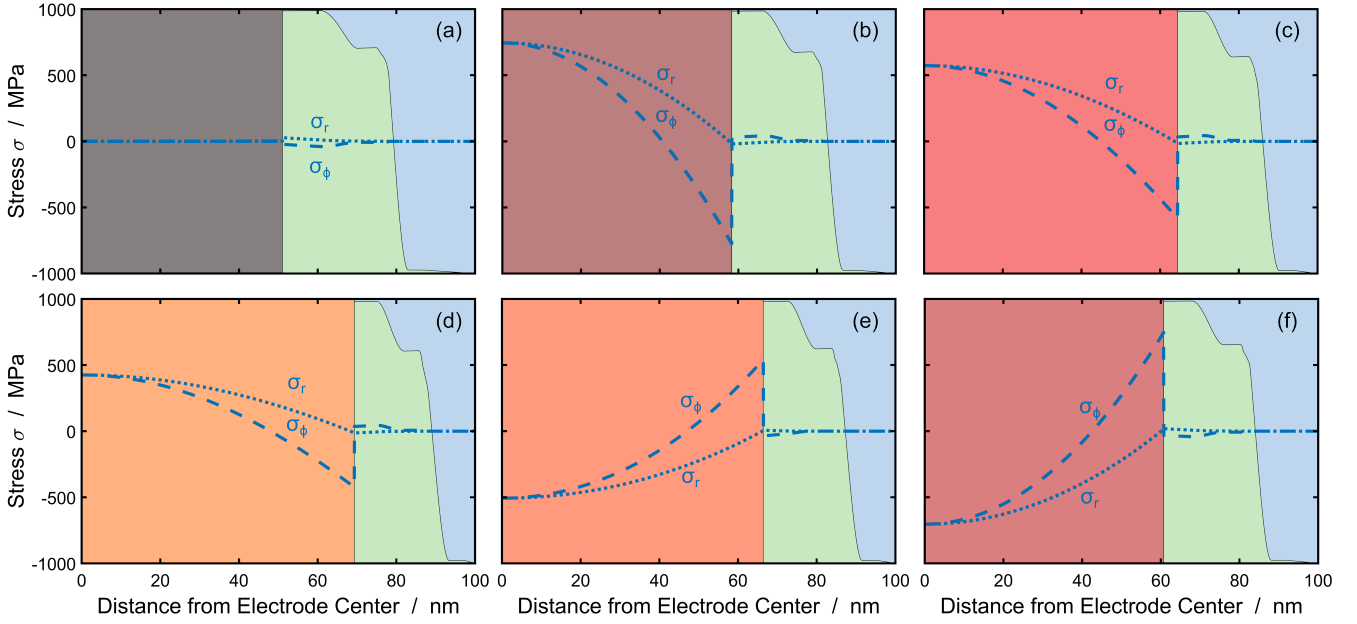 1000
500
0
-500
-1000
Stress σ / MPa
(a)
σr
σϕ
(b)
σr
σϕ
(c)
σr
σϕ
1000
500
0
-500
-1000
Stress σ / MPa
(d)
σr
σϕ
(e)
σϕ
σr
(f)
σϕ
σr
0 20 40 60 80 100
0 20 40 60 80 100
0 20 40 60 80 100
Distance from Electrode Center / nm
Distance from Electrode Center / nm
Distance from Electrode Center / nm